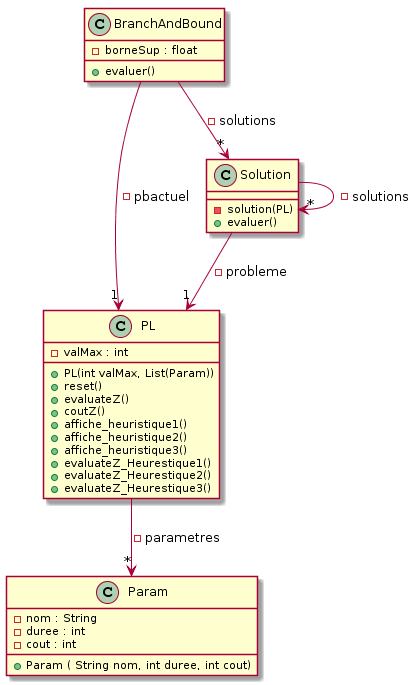 C BranchAndBound
borneSup : float
evaluer()
solutions
*
C Solution
solution(PL)
evaluer()
solutions
*
pbactuel
1
probleme
1
C PL
valMax : int
PL(int valMax, List(Param))
reset()
evaluateZ()
coutZ()
affiche_heuristique1()
affiche_heuristique2()
affiche_heuristique3()
evaluateZ_Heurestique1()
evaluateZ_Heurestique2()
evaluateZ_Heurestique3()
parametres
*
C Param
nom : String
duree : int
cout : int
Param ( String nom, int duree, int cout)